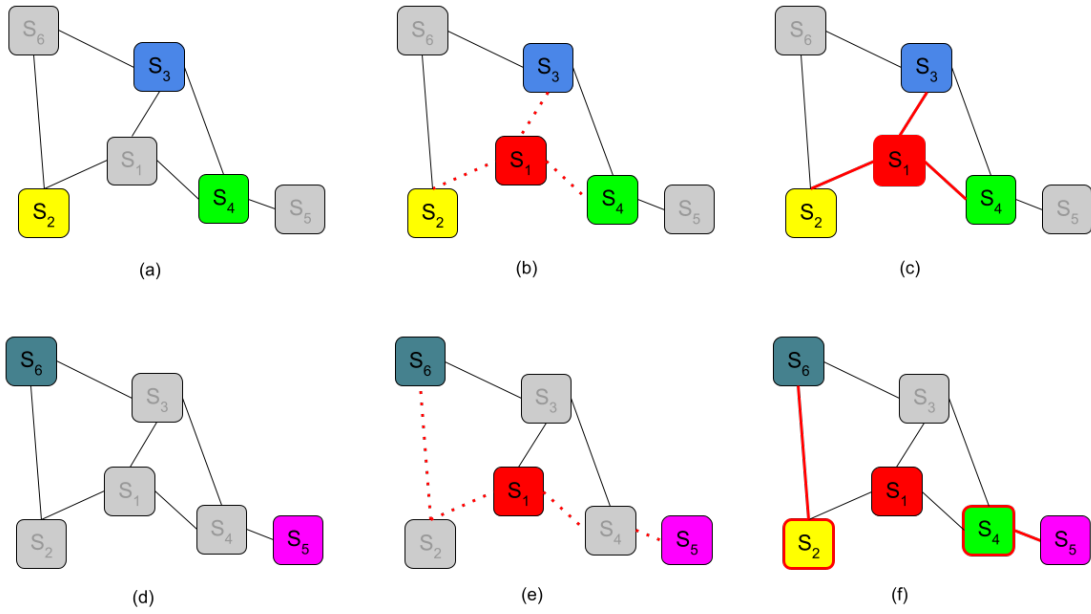 S₆
S₃
S₁
S₂
S₄
S₅
(a)
S₆
S₃
S₁
S₂
S₄
S₅
(b)
S₆
S₃
S₁
S₂
S₄
S₅
(c)
S₆
S₃
S₁
S₂
S₄
S₅
(d)
S₆
S₃
S₁
S₂
S₄
S₅
(e)
S₆
S₃
S₁
S₂
S₄
S₅
(f)